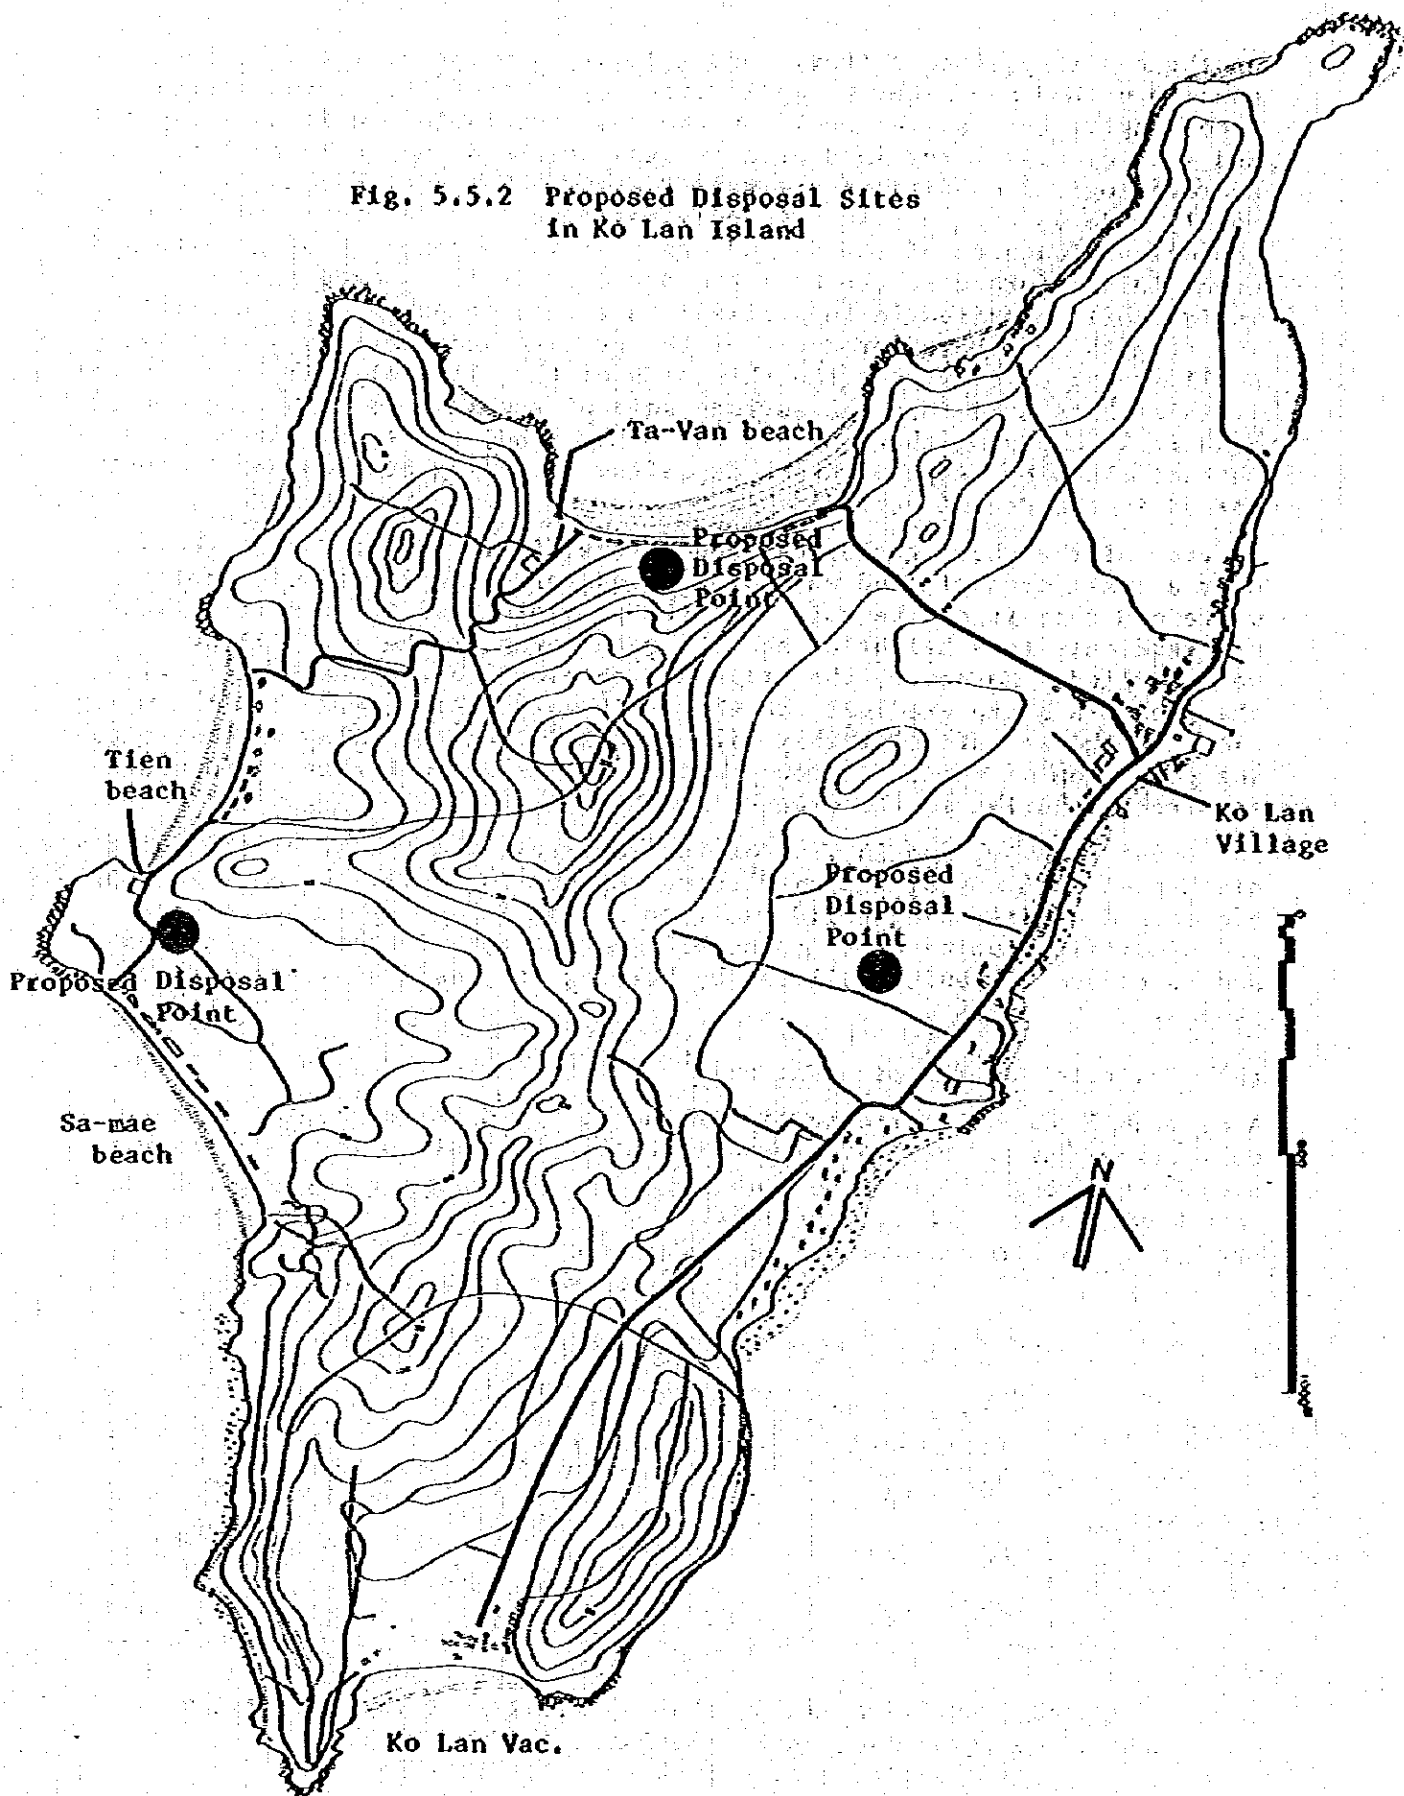 Fig. 5.5.2 Proposed Disposal Sites
in Ko Lan Island
Ta-Van beach
Proposed
Disposal
Point
Tien
beach
Ko Lan
Village
Proposed
Disposal
Point
Proposed Disposal
Point
Sa-mae
beach
N
Ko Lan Vac.